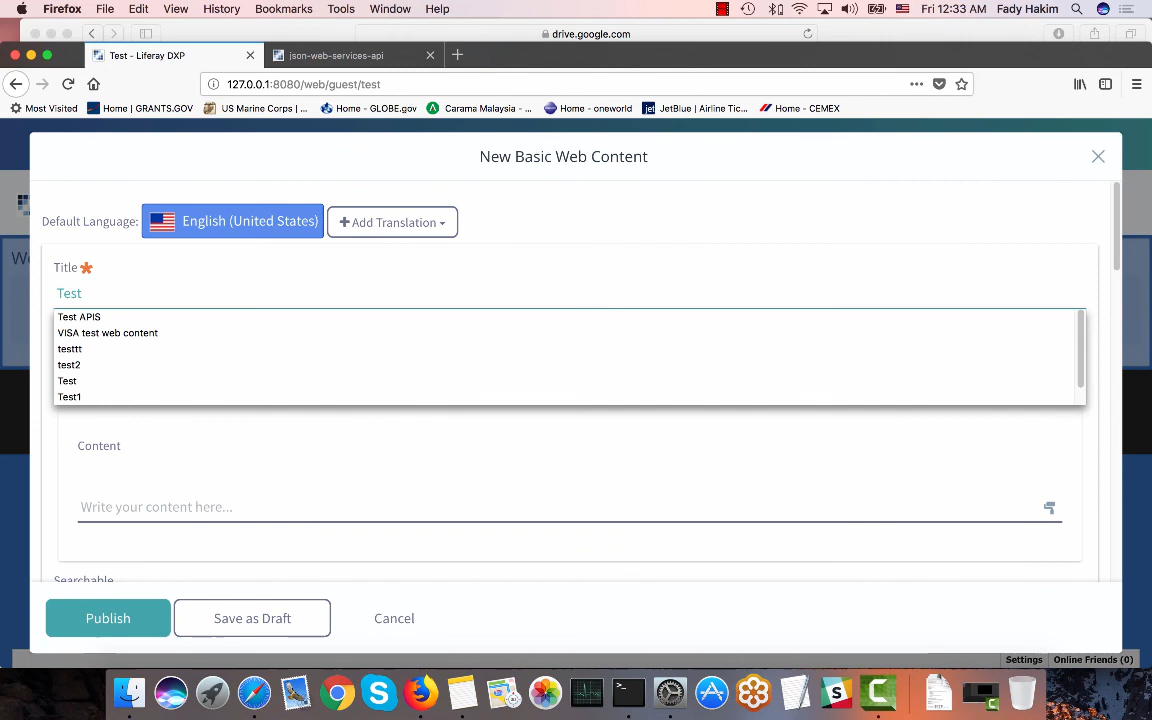 Firefox File Edit View History Bookmarks Tools Window Help Fri 12:33 AM Fady Hakim
drive.google.com
Test - Liferay DXP json-web-services-api
127.0.0.1:8080/web/guest/test
Most Visited Home | GRANTS.GOV US Marine Corps | ... Home - GLOBE.gov Carama Malaysia - ... Home - oneworld JetBlue | Airline Tic... Home - CEMEX
New Basic Web Content
Default Language: English (United States) Add Translation
Title
Test
Test APIS
VISA test web content
testtt
test2
Test
Test1
Content
Write your content here...
Searchable
Publish Save as Draft Cancel
Settings Online Friends (0)